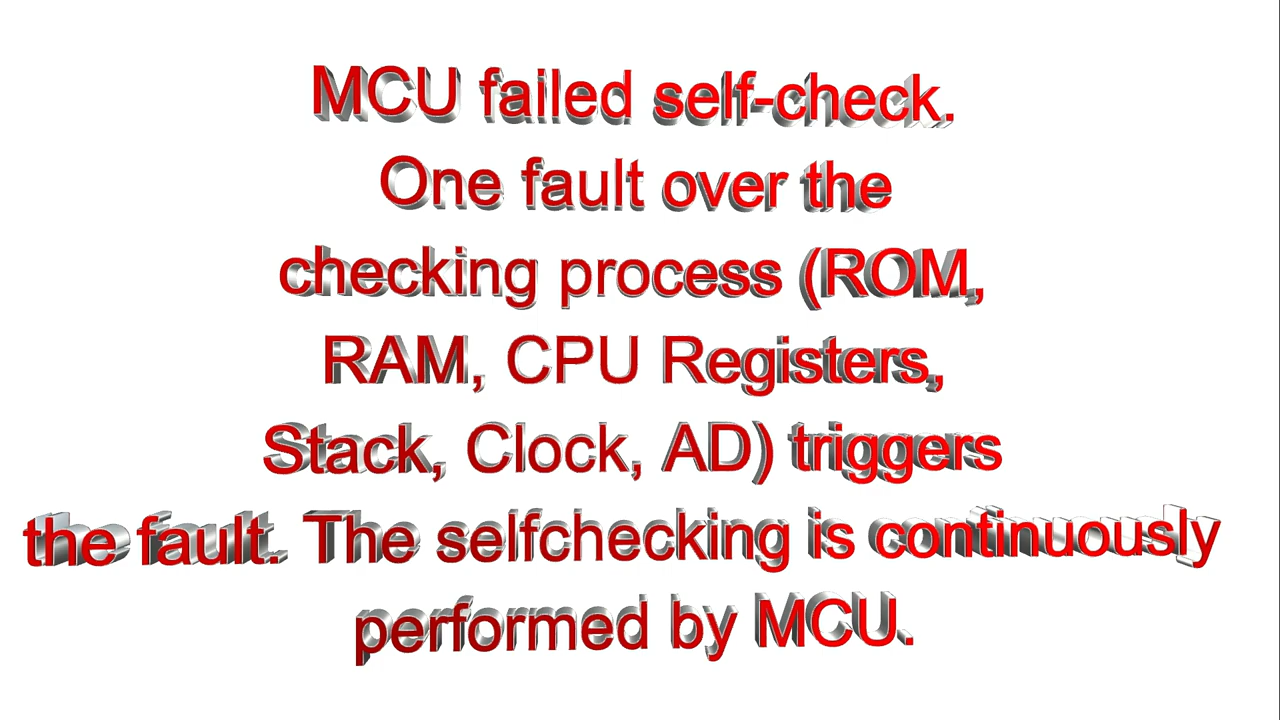 MCU failed self-check.
One fault over the
checking process (ROM,
RAM, CPU Registers,
Stack, Clock, AD) triggers
the fault. The selfchecking is continuously
performed by MCU.